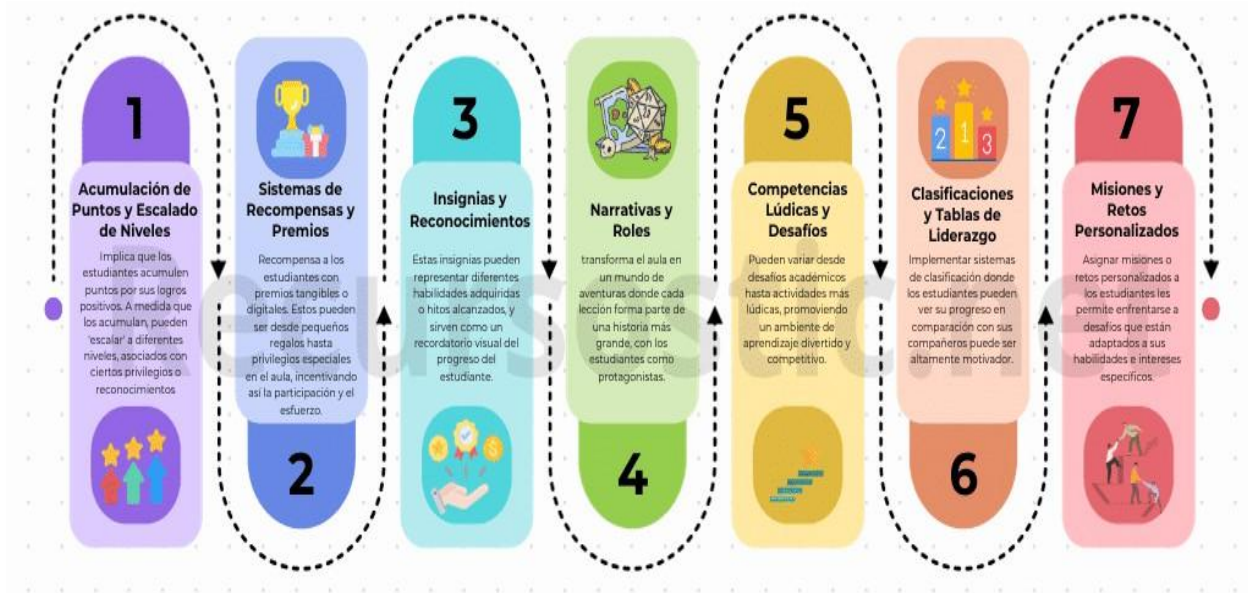 1
Acumulación de
Puntos y Escalado
de Niveles
Implica que los
estudiantes acumulen
puntos por sus logros
positivos. A medida que
los acumulan, pueden
'escalar' a diferentes
niveles, asociados con
ciertos privilegios o
reconocimientos
Sistemas de
Recompensas y
Premios
Recompensa a los
estudiantes con
premios tangibles o
digitales. Estos pueden
ser desde pequeños
regalos hasta
privilegios especiales
en el aula, incentivando
así la participación y el
esfuerzo.
2
3
Insignias y
Reconocimientos
Estas insignias pueden
representar diferentes
habilidades adquiridas
o hitos alcanzados, y
sirven como un
recordatorio visual del
progreso del
estudiante.
Narrativas y
Roles
transforma el aula en
un mundo de
aventuras donde cada
lección forma parte de
una historia más
grande, con los
estudiantes como
protagonistas.
4
5
Competencias
Lúdicas y
Desafíos
Pueden variar desde
desafíos académicos
hasta actividades más
lúdicas, promoviendo
un ambiente de
aprendizaje divertido y
competitivo.
2 1 3
Clasificaciones
y Tablas de
Liderazgo
Implementar sistemas
de clasificación donde
los estudiantes pueden
ver su progreso en
comparación con sus
compañeros puede ser
altamente motivador.
6
7
Misiones y
Retos
Personalizados
Asignar misiones o
retos personalizados a
los estudiantes les
permite enfrentarse a
desafíos que están
adaptados a sus
habilidades e intereses
específicos.
Recursostic.net